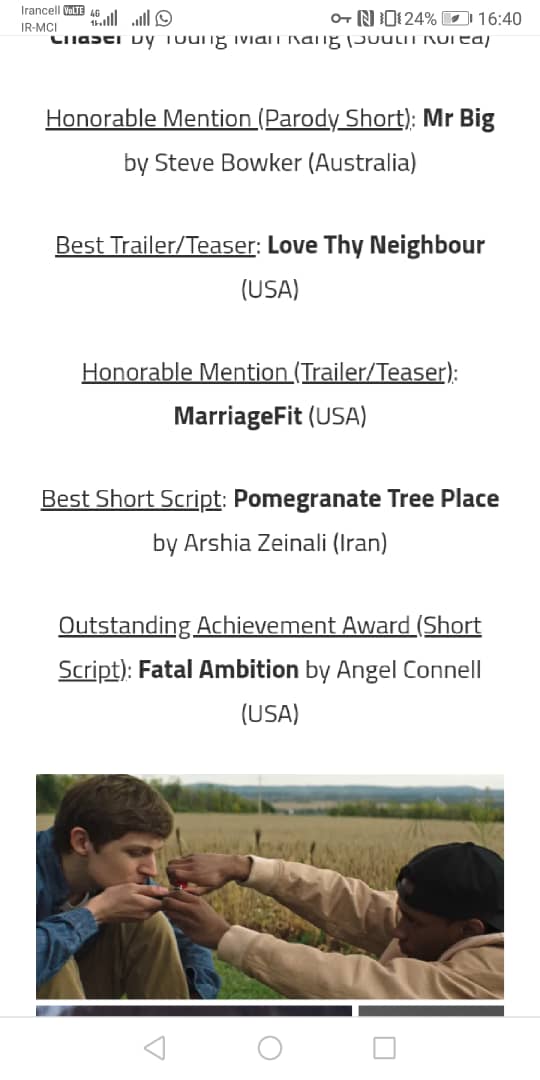 Irancell VoLTE 4G 24% 16:40
IR-MCI
Chaser by Young Man Kang (South Korea)
Honorable Mention (Parody Short): Mr Big
by Steve Bowker (Australia)
Best Trailer/Teaser: Love Thy Neighbour
(USA)
Honorable Mention (Trailer/Teaser):
MarriageFit (USA)
Best Short Script: Pomegranate Tree Place
by Arshia Zeinali (Iran)
Outstanding Achievement Award (Short
Script): Fatal Ambition by Angel Connell
(USA)